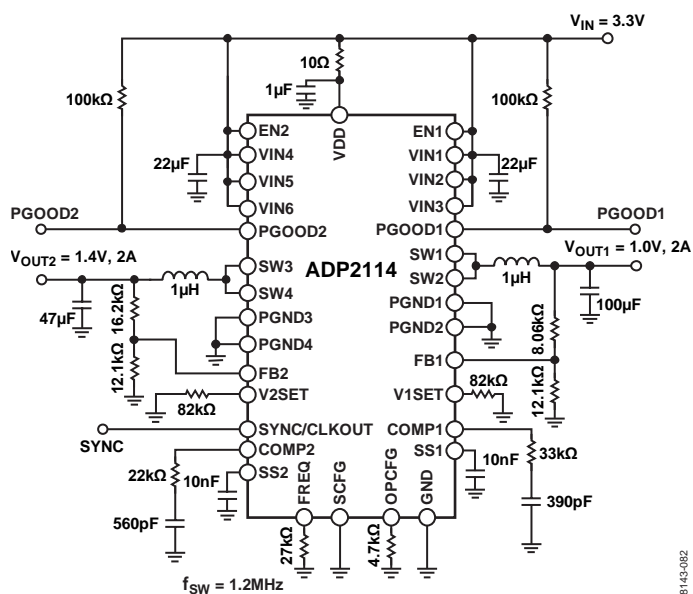 V_IN = 3.3V
10Ω
1µF
100kΩ
100kΩ
VDD
EN2
EN1
VIN4
VIN1
22µF
22µF
VIN5
VIN2
VIN6
VIN3
PGOOD2
PGOOD1
PGOOD2
PGOOD1
V_OUT2 = 1.4V, 2A
V_OUT1 = 1.0V, 2A
SW3
SW1
ADP2114
1µH
SW4
SW2
1µH
47µF
16.2kΩ
PGND3
PGND1
100µF
8.06kΩ
PGND4
PGND2
12.1kΩ
FB2
FB1
12.1kΩ
82kΩ
V2SET
V1SET
82kΩ
SYNC
SYNC/CLKOUT
COMP1
COMP2
SS1
22kΩ
10nF
SS2
10nF
33kΩ
FREQ
SCFG
OPCFG
GND
560pF
390pF
27kΩ
4.7kΩ
f_SW = 1.2MHz
8143-082